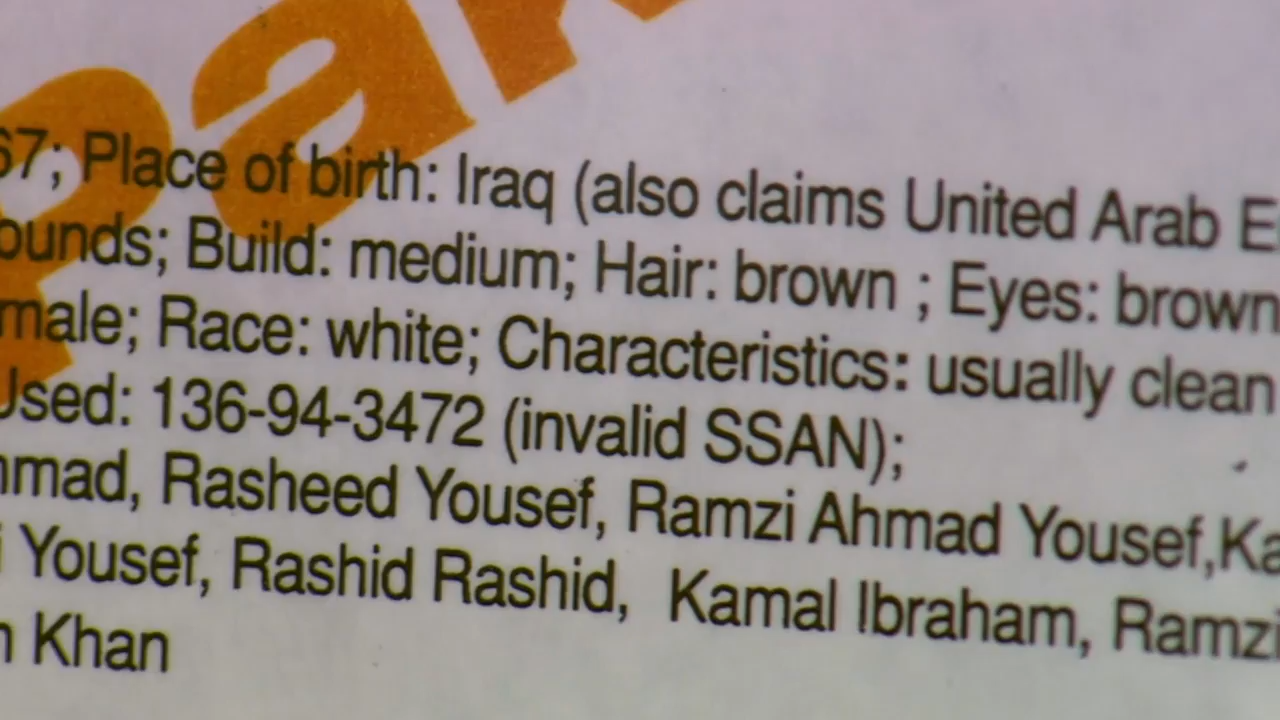 67; Place of birth: Iraq (also claims United Arab E
ounds; Build: medium; Hair: brown ; Eyes: brown
male; Race: white; Characteristics: usually clean
Used: 136-94-3472 (invalid SSAN);
hmad, Rasheed Yousef, Ramzi Ahmad Yousef,Ka
i Yousef, Rashid Rashid, Kamal Ibraham, Ramzi
n Khan